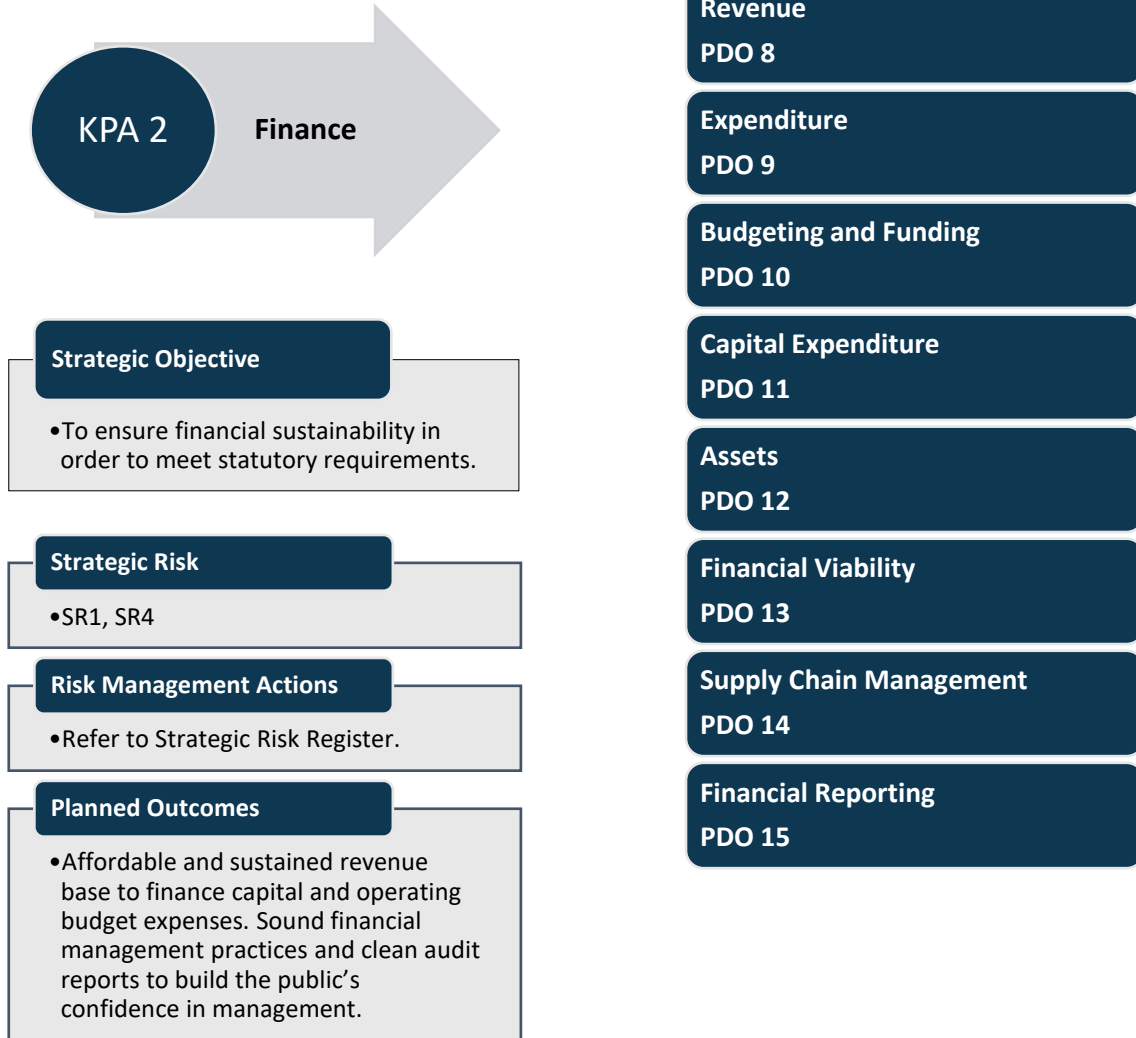 KPA 2
Finance
Strategic Objective
•To ensure financial sustainability in
order to meet statutory requirements.
Strategic Risk
•SR1, SR4
Risk Management Actions
•Refer to Strategic Risk Register.
Planned Outcomes
•Affordable and sustained revenue
base to finance capital and operating
budget expenses. Sound financial
management practices and clean audit
reports to build the public’s
confidence in management.
Revenue
PDO 8
Expenditure
PDO 9
Budgeting and Funding
PDO 10
Capital Expenditure
PDO 11
Assets
PDO 12
Financial Viability
PDO 13
Supply Chain Management
PDO 14
Financial Reporting
PDO 15